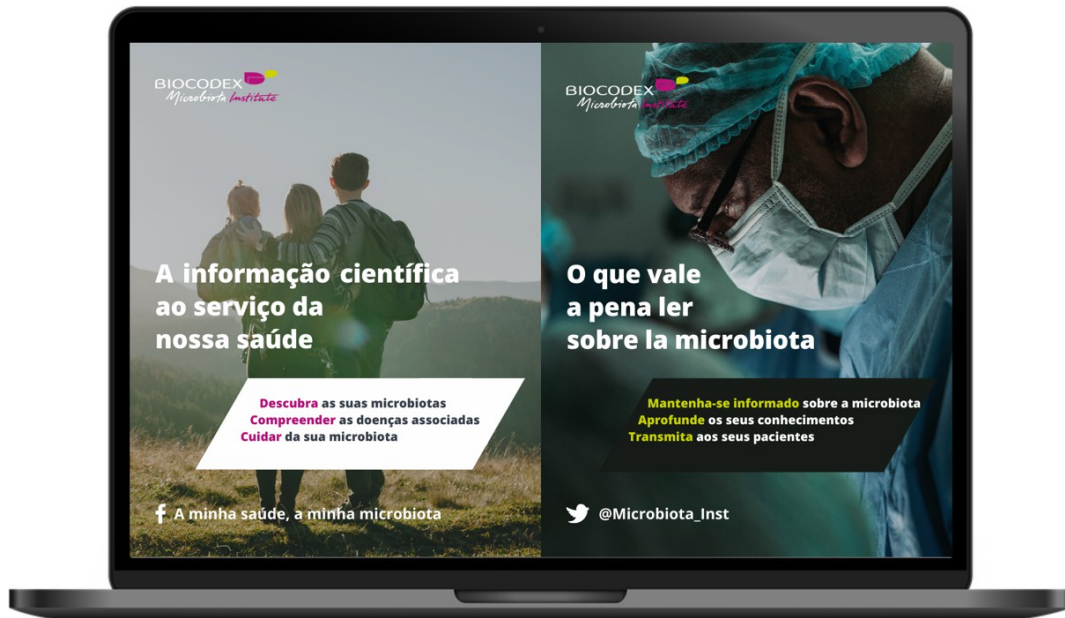 BIOCODEX
Microbiota Institute
A informação científica
ao serviço da
nossa saúde
Descubra as suas microbiotas
Compreender as doenças associadas
Cuidar da sua microbiota
A minha saúde, a minha microbiota
BIOCODEX
Microbiota Institute
O que vale
a pena ler
sobre la microbiota
Mantenha-se informado sobre a microbiota
Aprofunde os seus conhecimentos
Transmita aos seus pacientes
@Microbiota_Inst